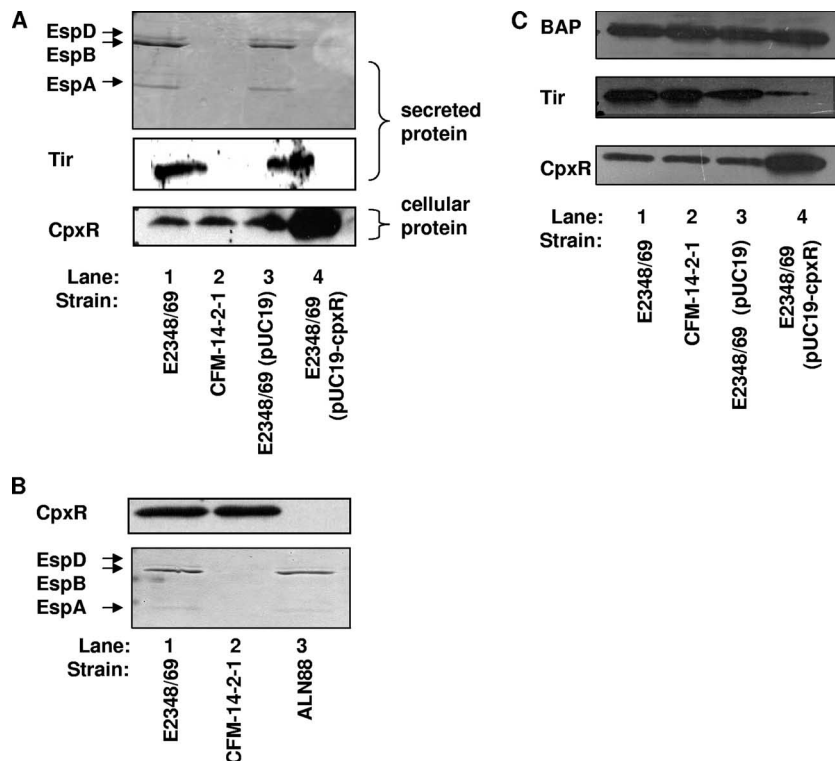 A
EspD
EspB
EspA
secreted
protein
Tir
CpxR
cellular
protein
Lane: 1 2 3 4
Strain:
E2348/69
CFM-14-2-1
E2348/69 (pUC19)
E2348/69
(pUC19-cpxR)
B
CpxR
EspD
EspB
EspA
Lane: 1 2 3
Strain:
E2348/69
CFM-14-2-1
ALN88
C
BAP
Tir
CpxR
Lane: 1 2 3 4
Strain:
E2348/69
CFM-14-2-1
E2348/69 (pUC19)
E2348/69
(pUC19-cpxR)